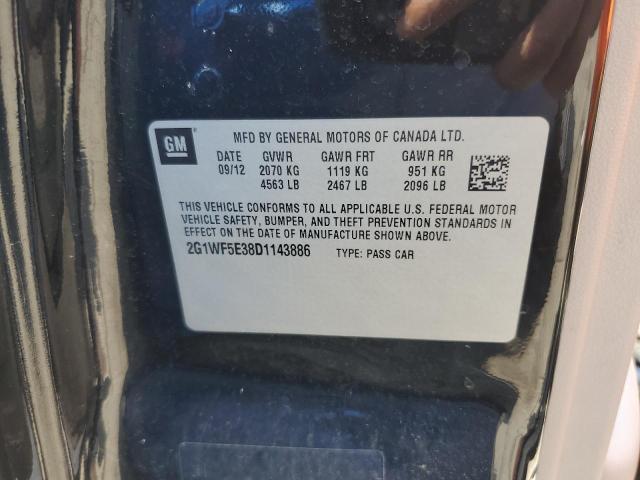 GM
MFD BY GENERAL MOTORS OF CANADA LTD.
DATE GVWR GAWR FRT GAWR RR
09/12 2070 KG 1119 KG 951 KG
4563 LB 2467 LB 2096 LB
THIS VEHICLE CONFORMS TO ALL APPLICABLE U.S. FEDERAL MOTOR
VEHICLE SAFETY, BUMPER, AND THEFT PREVENTION STANDARDS IN
EFFECT ON THE DATE OF MANUFACTURE SHOWN ABOVE.
2G1WF5E38D1143886 TYPE: PASS CAR